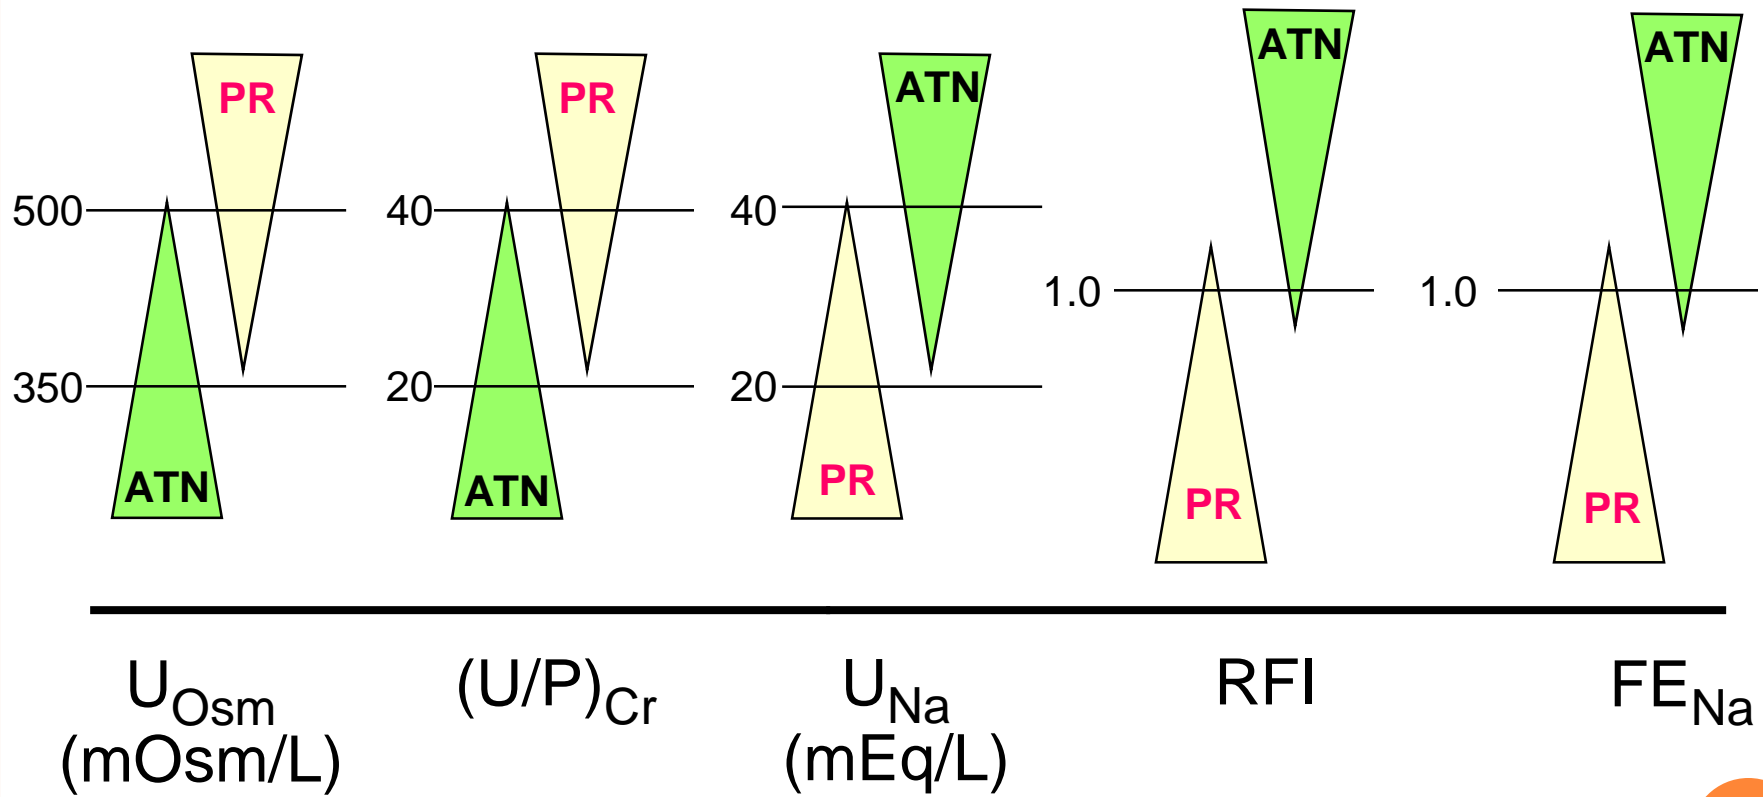 PR
500
350
ATN
PR
40
20
ATN
ATN
40
20
PR
ATN
1.0
PR
ATN
1.0
PR
UOsm
(mOsm/L)
(U/P)Cr
UNa
(mEq/L)
RFI
FENa